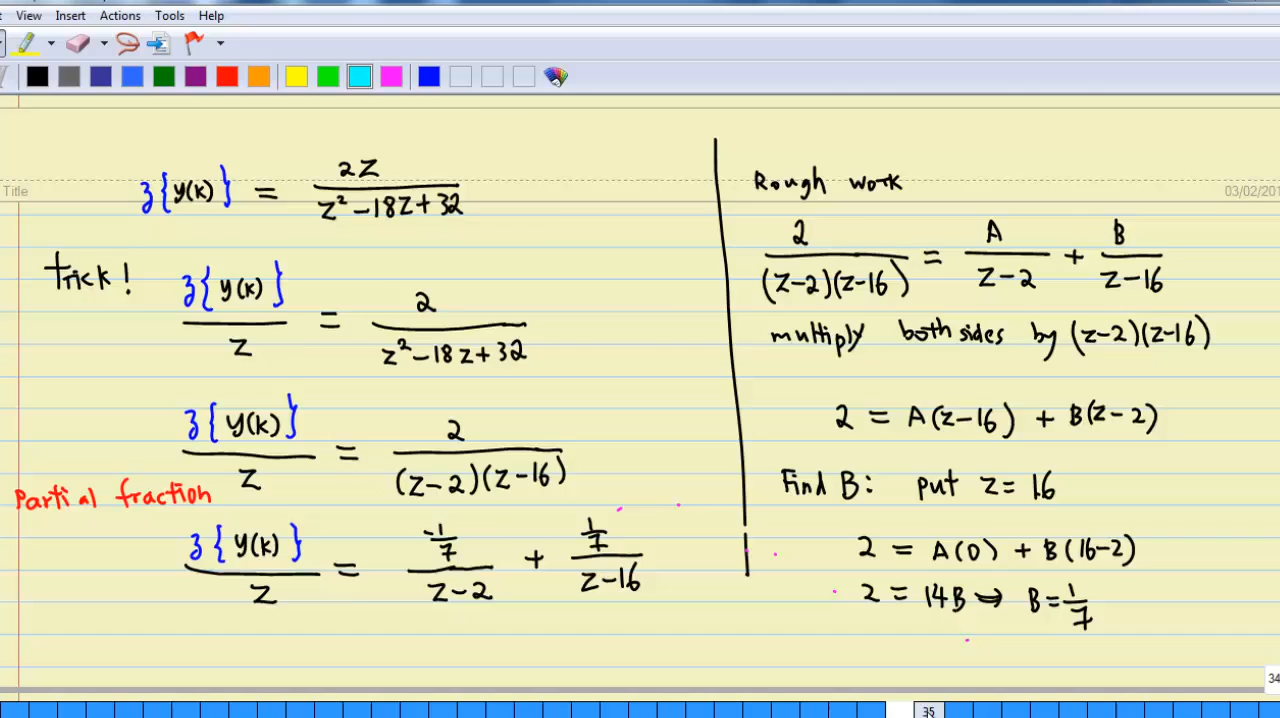 View Insert Actions Tools Help
Title
03/02/201
𝔷{y(k)} = 2z / (z² − 18z + 32)
Trick! 𝔷{y(k)} / z = 2 / (z² − 18z + 32)
𝔷{y(k)} / z = 2 / ((z−2)(z−16))
Partial fraction
𝔷{y(k)} / z = (−1/7) / (z−2) + (1/7) / (z−16)
Rough work
2 / ((z−2)(z−16)) = A / (z−2) + B / (z−16)
multiply both sides by (z−2)(z−16)
2 = A(z−16) + B(z−2)
Find B: put z = 16
2 = A(0) + B(16−2)
2 = 14B → B = 1/7
34
35